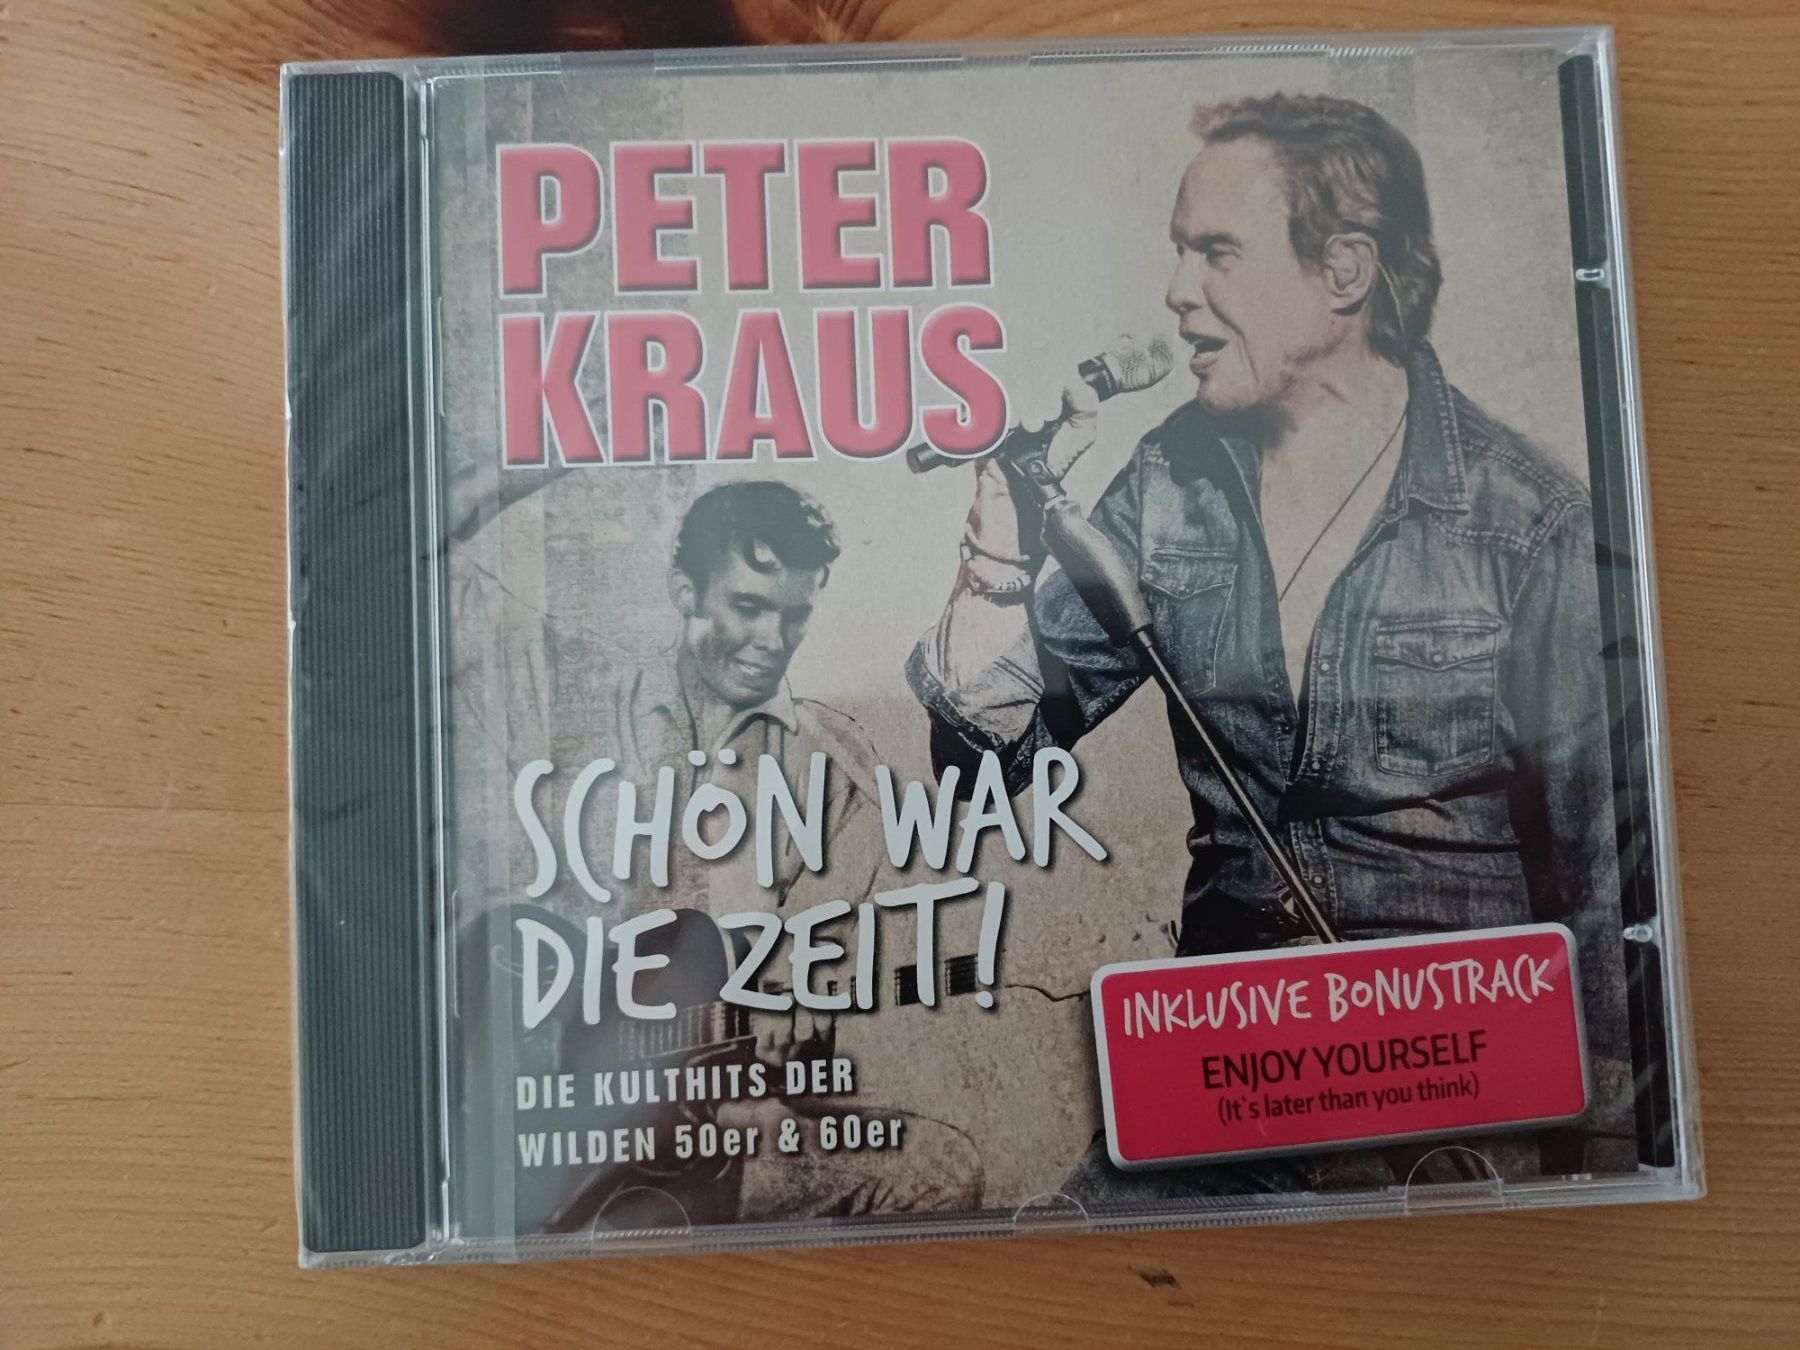 PETER
KRAUS
SCHÖN WAR
DIE ZEIT!
DIE KULTHITS DER
WILDEN 50er & 60er
INKLUSIVE BONUSTRACK
ENJOY YOURSELF
(It`s later than you think)